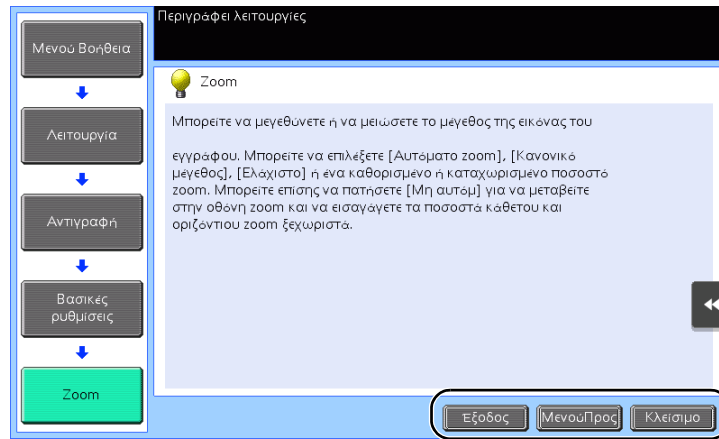 Περιγράφει λειτουργίες
Μενού Βοήθεια
Λειτουργία
Αντιγραφή
Βασικές
ρυθμίσεις
Zoom
Zoom
Μπορείτε να μεγεθύνετε ή να μειώσετε το μέγεθος της εικόνας του
εγγράφου. Μπορείτε να επιλέξετε [Αυτόματο zoom], [Κανονικό
μέγεθος], [Ελάχιστο] ή ένα καθορισμένο ή καταχωρισμένο ποσοστό
zoom. Μπορείτε επίσης να πατήσετε [Μη αυτόμ] για να μεταβείτε
στην οθόνη zoom και να εισαγάγετε τα ποσοστά κάθετου και
οριζόντιου zoom ξεχωριστά.
Έξοδος
ΜενούΠρος
Κλείσιμο